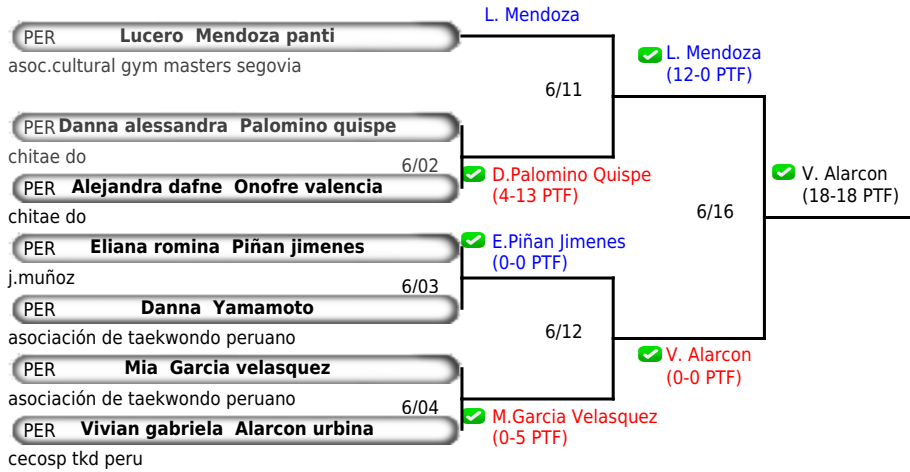 L. Mendoza
PER Lucero Mendoza panti
asoc.cultural gym masters segovia
L. Mendoza
(12-0 PTF)
6/11
PER Danna alessandra Palomino quispe
chitae do
6/02
D.Palomino Quispe
(4-13 PTF)
PER Alejandra dafne Onofre valencia
chitae do
V. Alarcon
(18-18 PTF)
6/16
PER Eliana romina Piñan jimenes
j.muñoz
E.Piñan Jimenes
(0-0 PTF)
6/03
PER Danna Yamamoto
asociación de taekwondo peruano
6/12
PER Mia Garcia velasquez
asociación de taekwondo peruano
V. Alarcon
(0-0 PTF)
6/04
M.Garcia Velasquez
(0-5 PTF)
PER Vivian gabriela Alarcon urbina
cecosp tkd peru